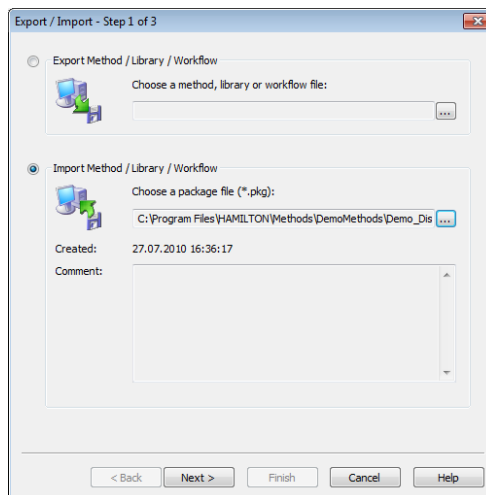 Export / Import - Step 1 of 3
Export Method / Library / Workflow
Choose a method, library or workflow file:
...
Import Method / Library / Workflow
Choose a package file (*.pkg):
C:\Program Files\HAMILTON\Methods\DemoMethods\Demo_Dis ...
Created: 27.07.2010 16:36:17
Comment:
< Back Next > Finish Cancel Help